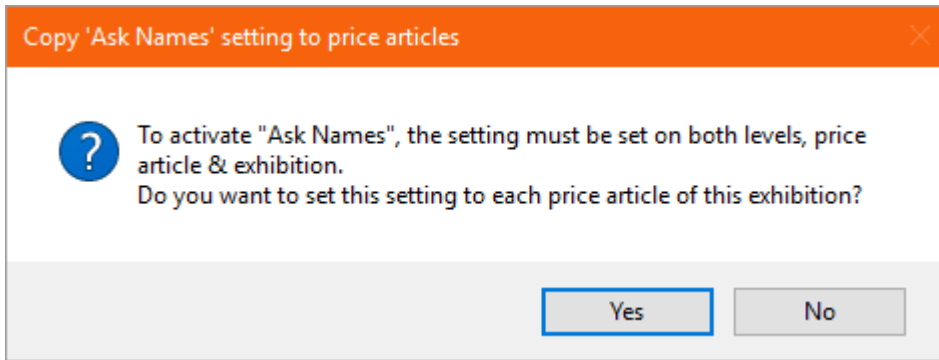 Copy 'Ask Names' setting to price articles
To activate "Ask Names", the setting must be set on both levels, price
article & exhibition.
Do you want to set this setting to each price article of this exhibition?
Yes
No